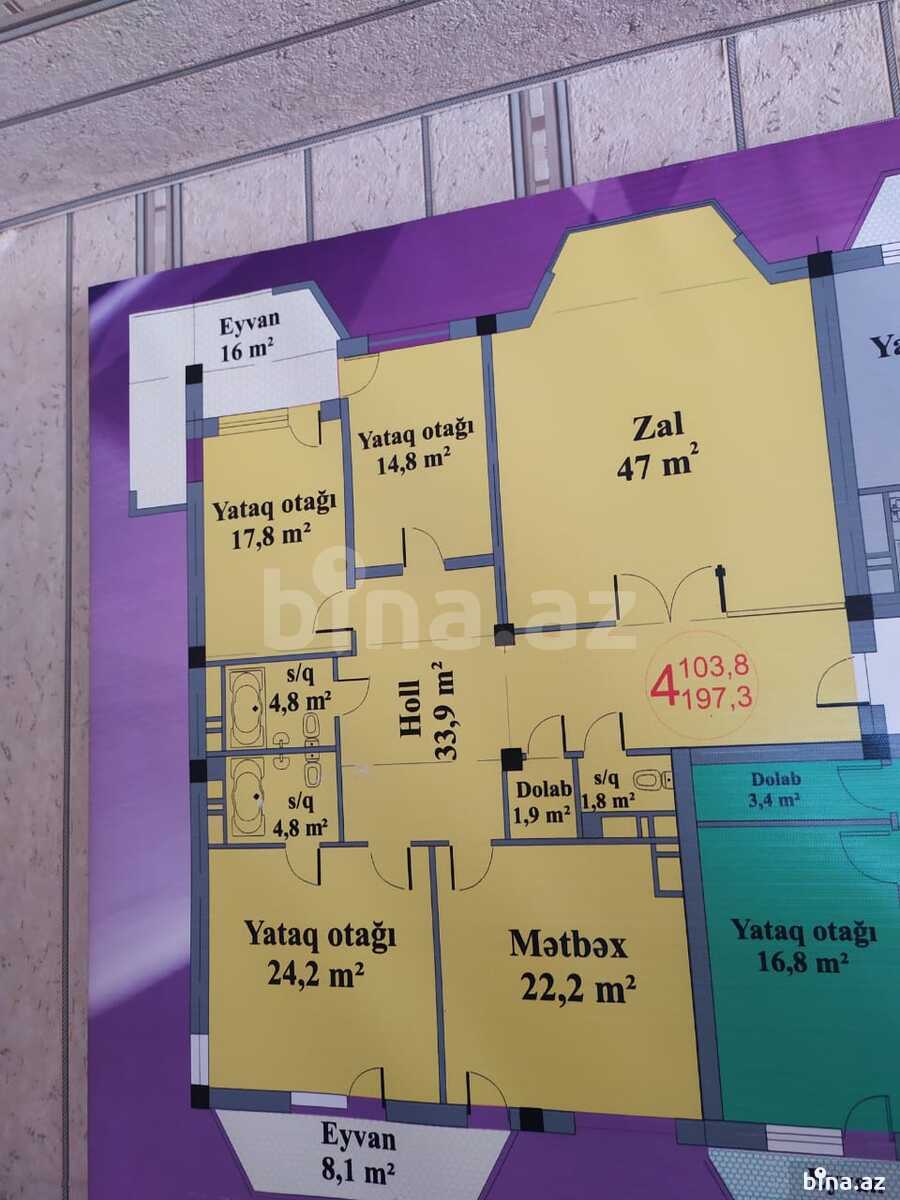 Eyvan
16 m²
Yataq otağı
14,8 m²
Zal
47 m²
Ya
Yataq otağı
17,8 m²
bina.az
s/q
4,8 m²
Holl
33,9 m²
4
103,8
197,3
s/q
4,8 m²
Dolab
1,9 m²
s/q
1,8 m²
Dolab
3,4 m²
Yataq otağı
24,2 m²
Mətbəx
22,2 m²
Yataq otağı
16,8 m²
Eyvan
8,1 m²
bina.az